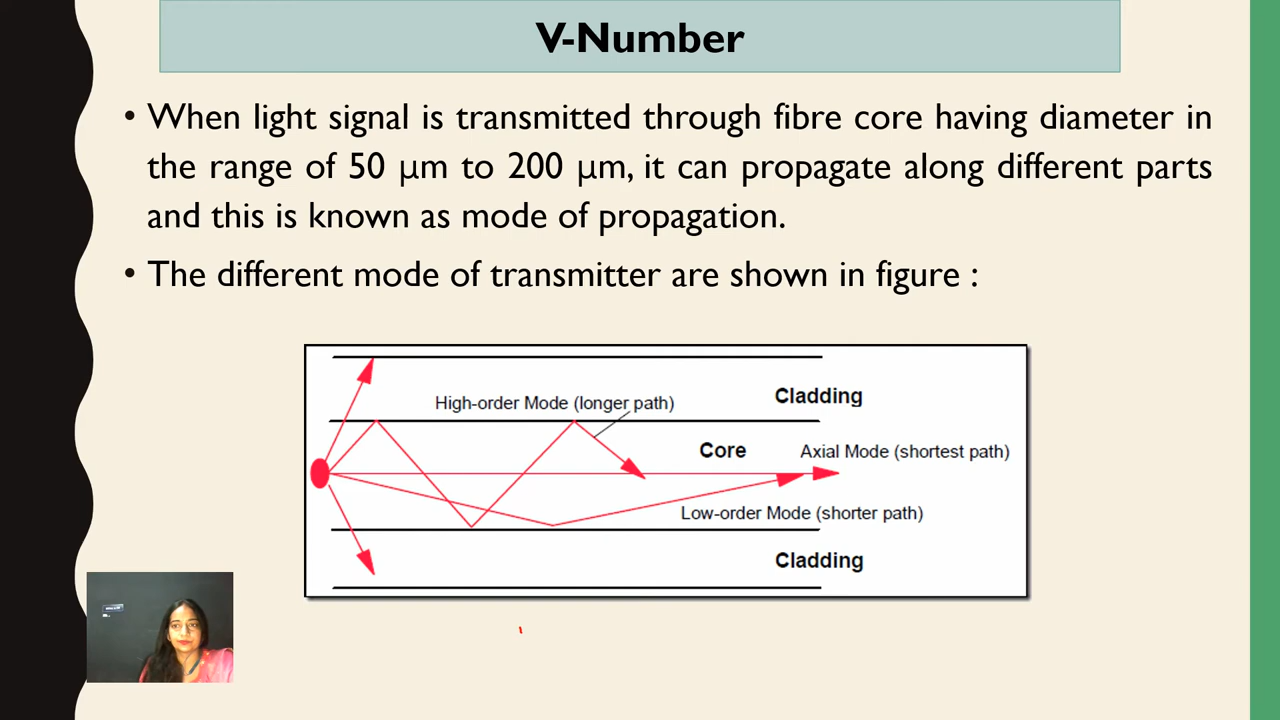 V-Number
• When light signal is transmitted through fibre core having diameter in
the range of 50 µm to 200 µm, it can propagate along different parts
and this is known as mode of propagation.
• The different mode of transmitter are shown in figure :
Cladding
High-order Mode (longer path)
Core
Axial Mode (shortest path)
Low-order Mode (shorter path)
Cladding